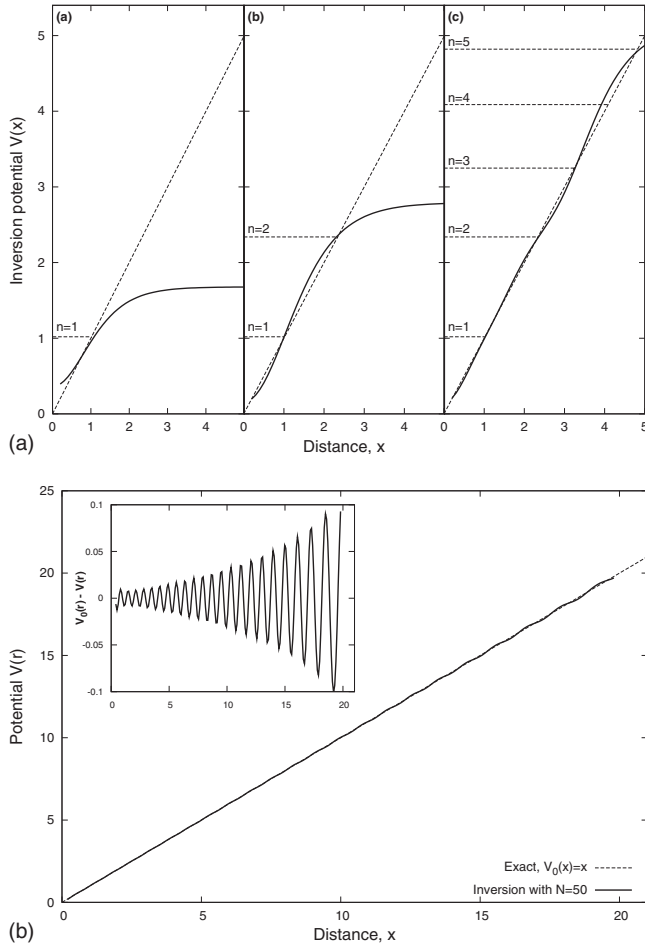 (a)
(b)
(c)
5
4
3
2
1
0
Inversion potential V(x)
n=1
n=2
n=1
n=5
n=4
n=3
n=2
n=1
0 1 2 3 4
0 1 2 3 4
0 1 2 3 4 5
Distance, x
(a)
25
20
15
10
5
0
Potential V(r)
0.1
0.05
0
-0.05
-0.1
V0(r) - V(r)
0 5 10 15 20
Exact, V0(x)=x
Inversion with N=50
0 5 10 15 20
Distance, x
(b)